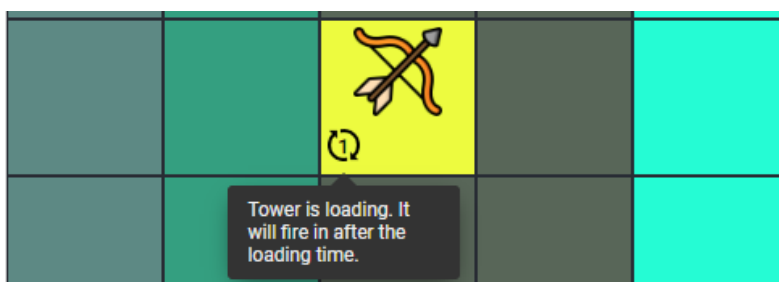 1
Tower is loading. It
will fire in after the
loading time.